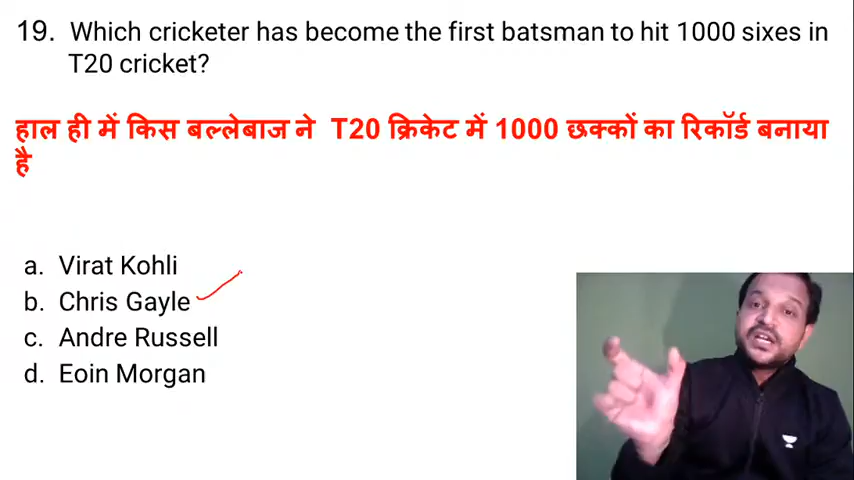 19. Which cricketer has become the first batsman to hit 1000 sixes in
T20 cricket?
हाल ही में किस बल्लेबाज ने T20 क्रिकेट में 1000 छक्कों का रिकॉर्ड बनाया
है
a. Virat Kohli
b. Chris Gayle
c. Andre Russell
d. Eoin Morgan